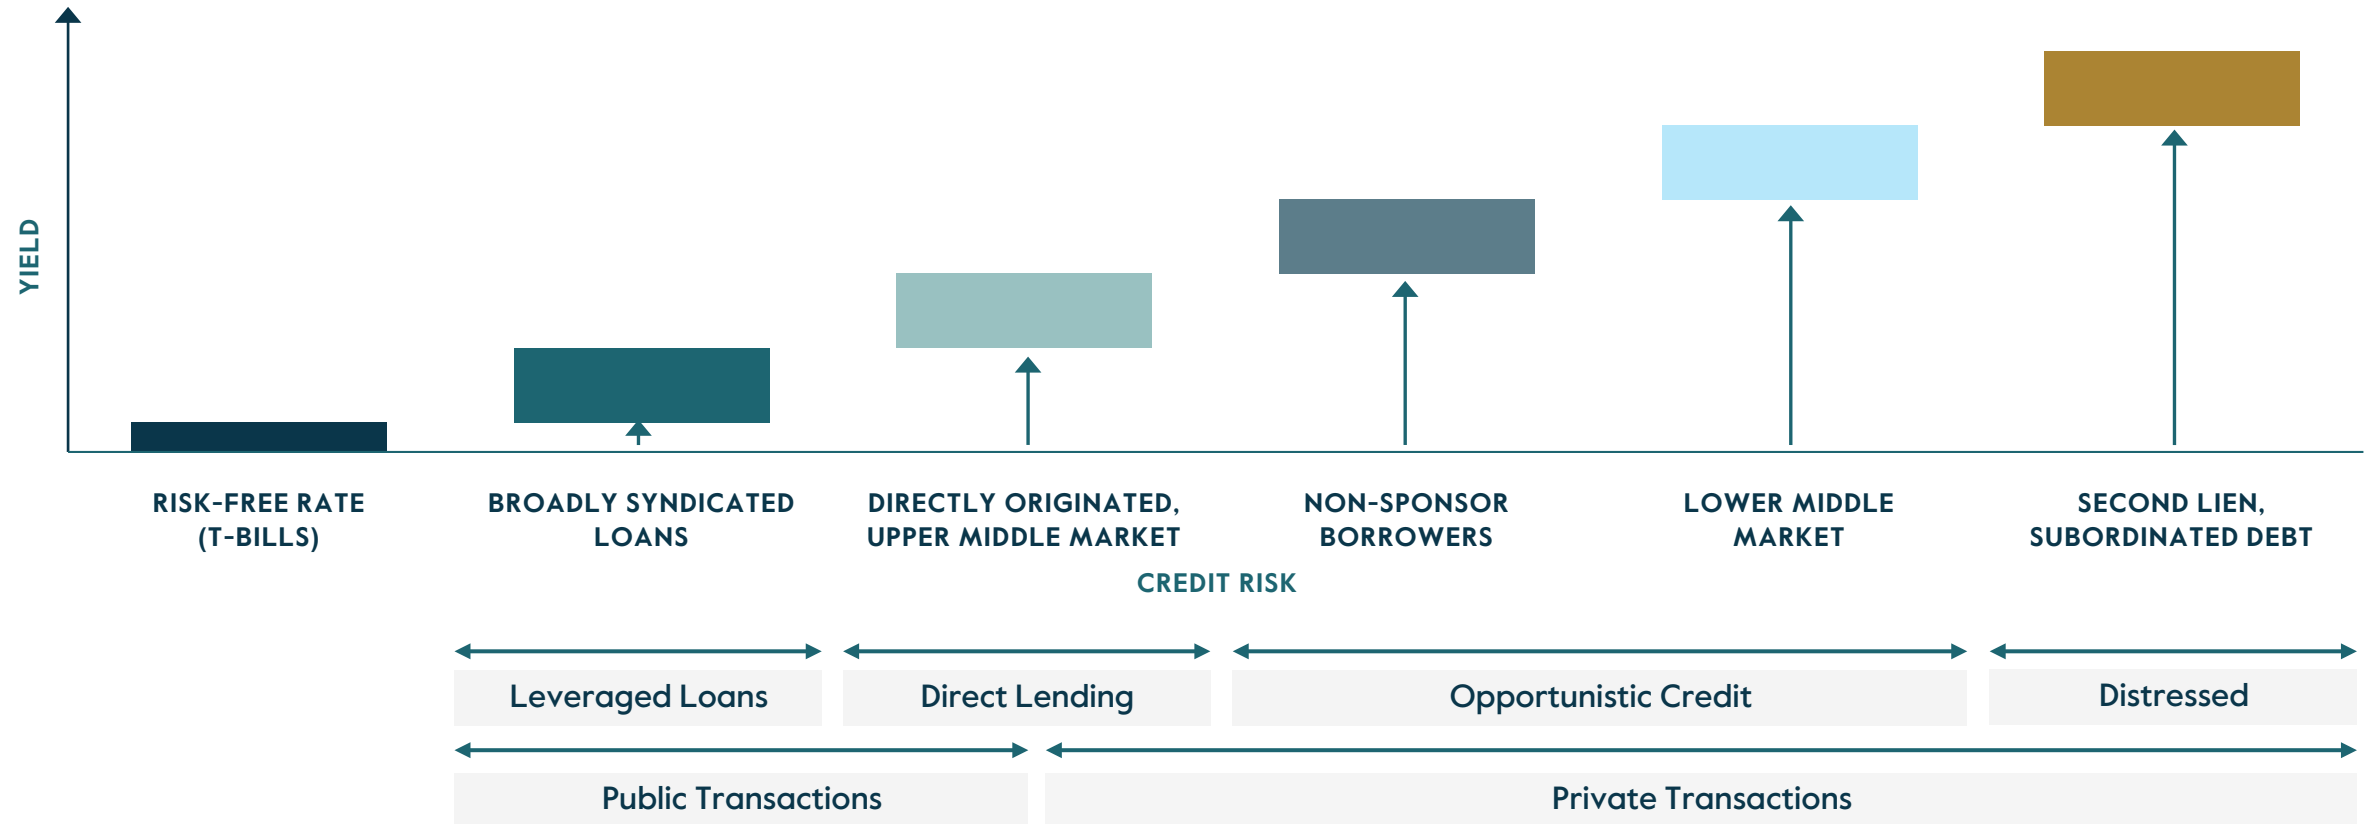 YIELD
RISK-FREE RATE
(T-BILLS)
BROADLY SYNDICATED
LOANS
DIRECTLY ORIGINATED,
UPPER MIDDLE MARKET
NON-SPONSOR
BORROWERS
LOWER MIDDLE
MARKET
SECOND LIEN,
SUBORDINATED DEBT
CREDIT RISK
Leveraged Loans
Direct Lending
Opportunistic Credit
Distressed
Public Transactions
Private Transactions